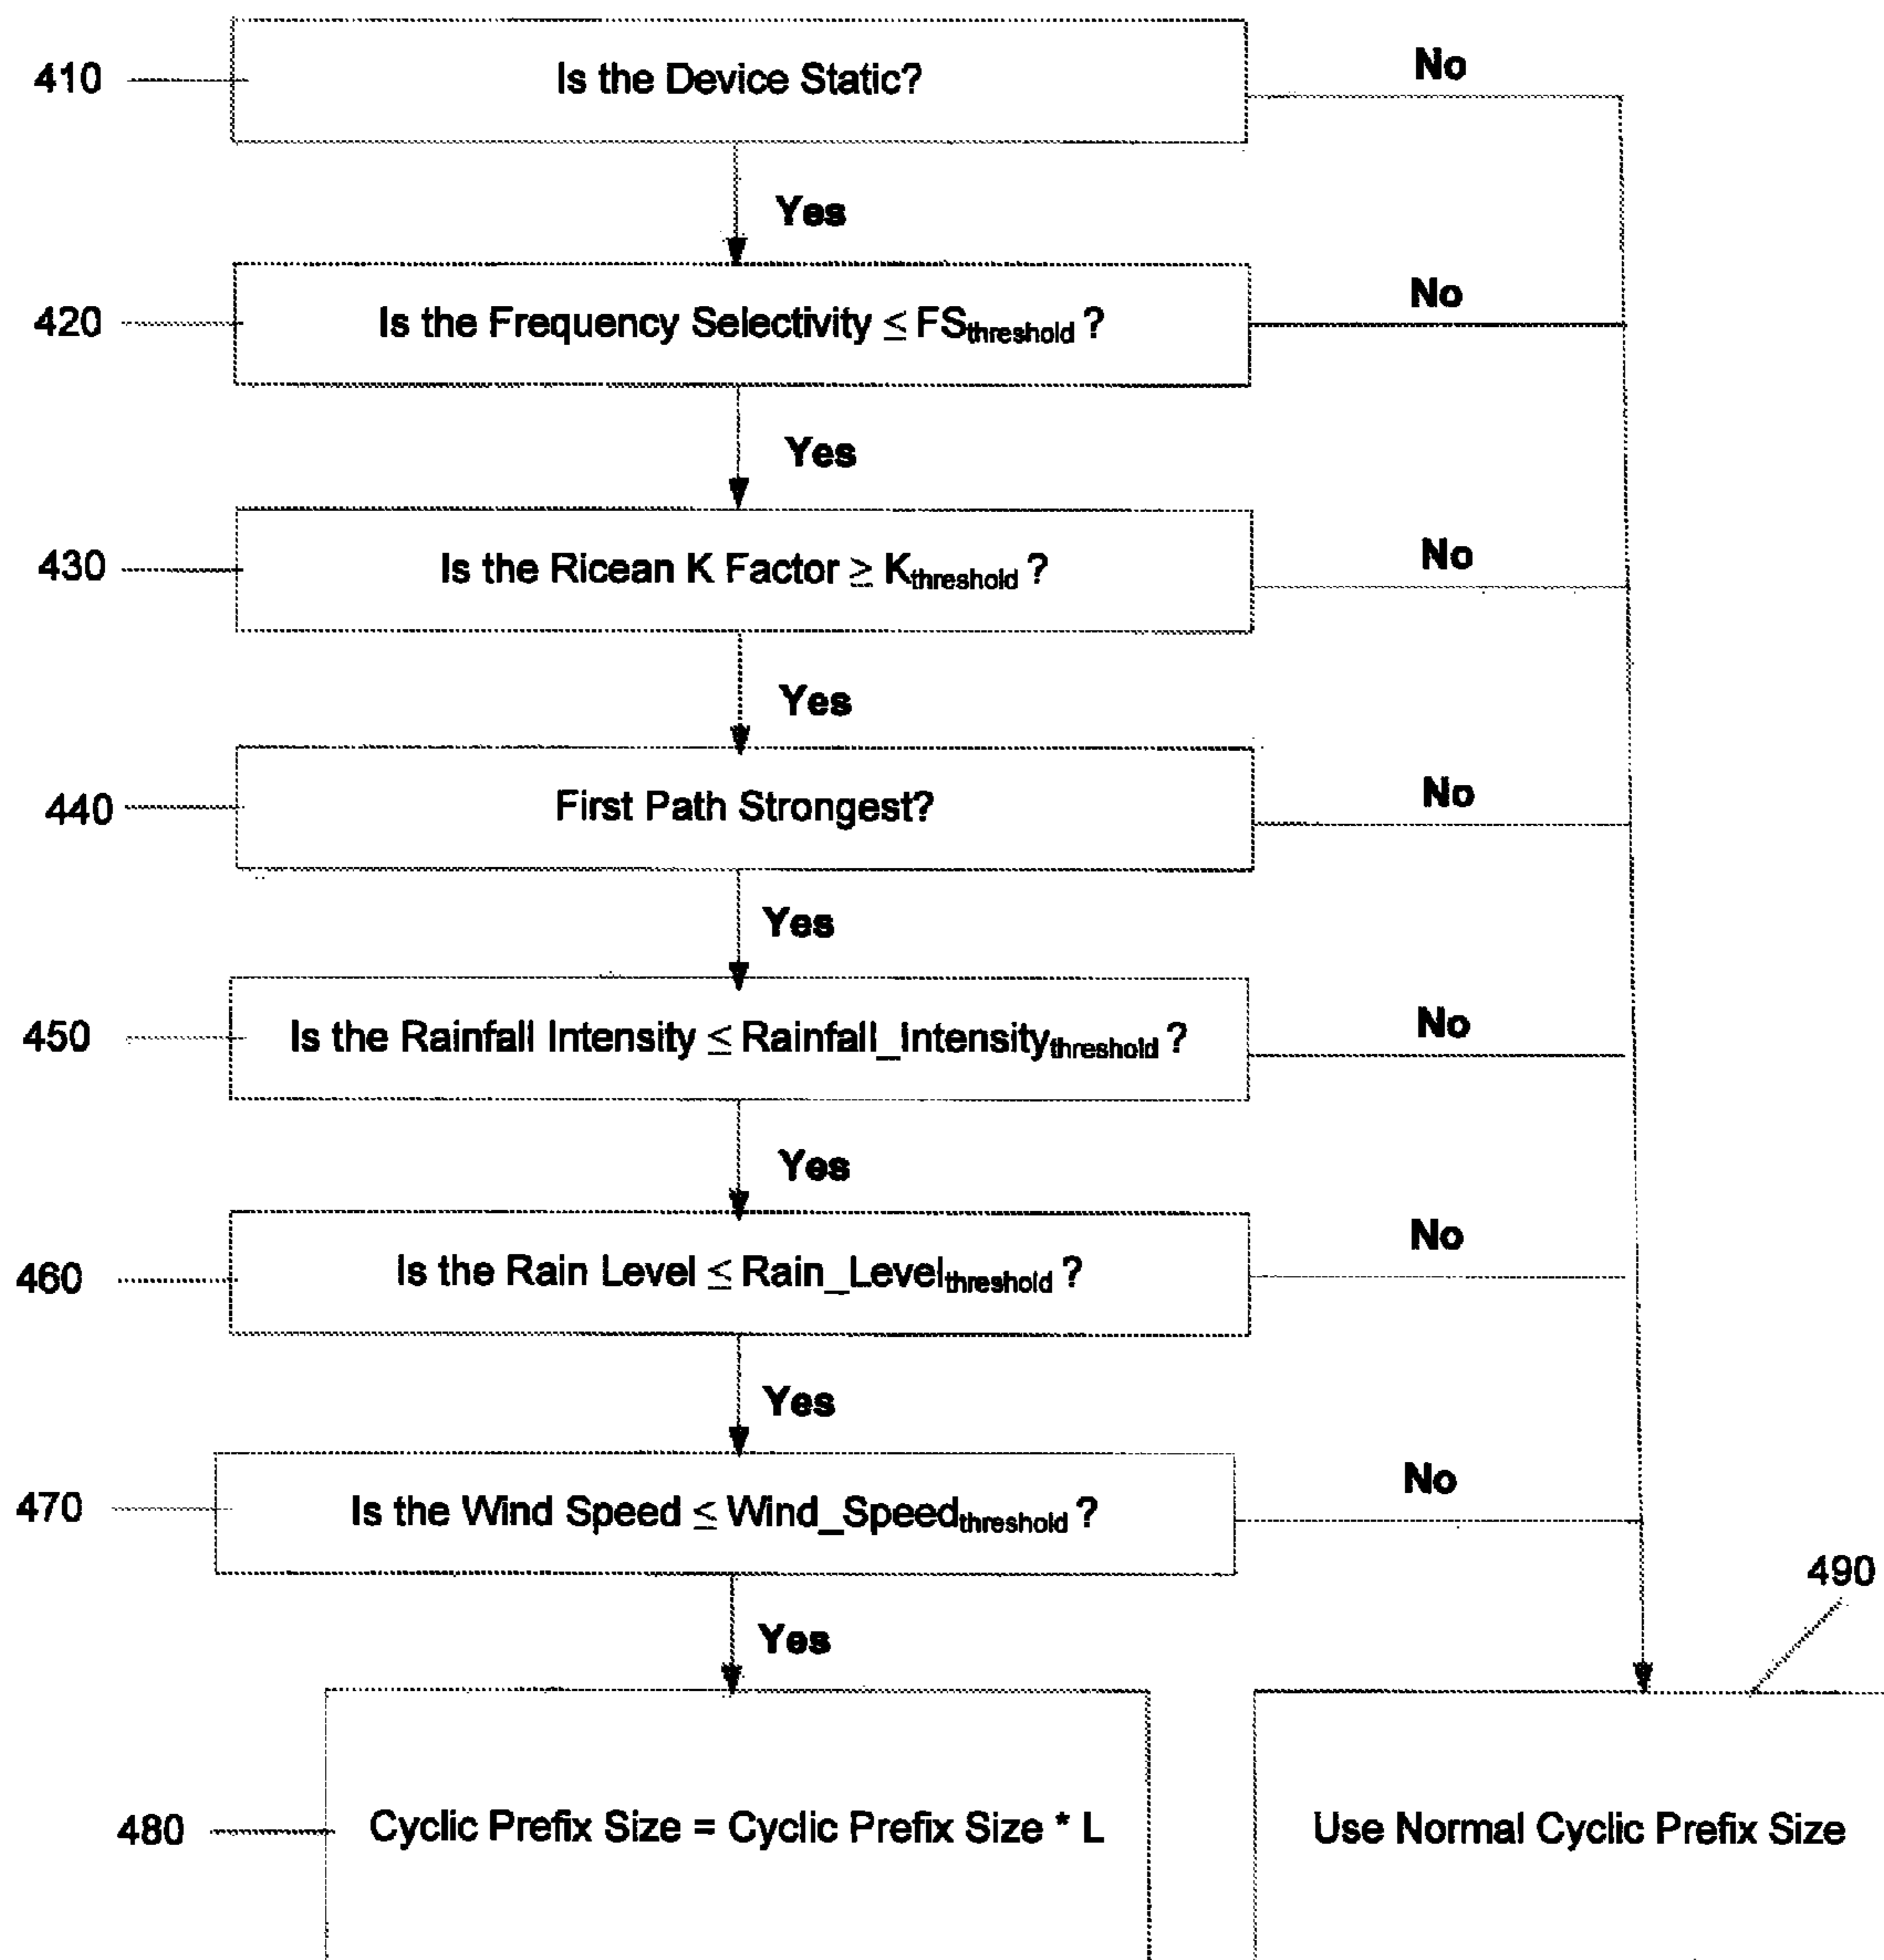 410
Is the Device Static?
No
Yes
420
Is the Frequency Selectivity ≤ FSthreshold ?
No
Yes
430
Is the Ricean K Factor ≥ Kthreshold ?
No
Yes
440
First Path Strongest?
No
Yes
450
Is the Rainfall Intensity ≤ Rainfall_Intensitythreshold ?
No
Yes
460
Is the Rain Level ≤ Rain_Levelthreshold ?
No
Yes
470
Is the Wind Speed ≤ Wind_Speedthreshold ?
No
Yes
490
480
Cyclic Prefix Size = Cyclic Prefix Size * L
Use Normal Cyclic Prefix Size